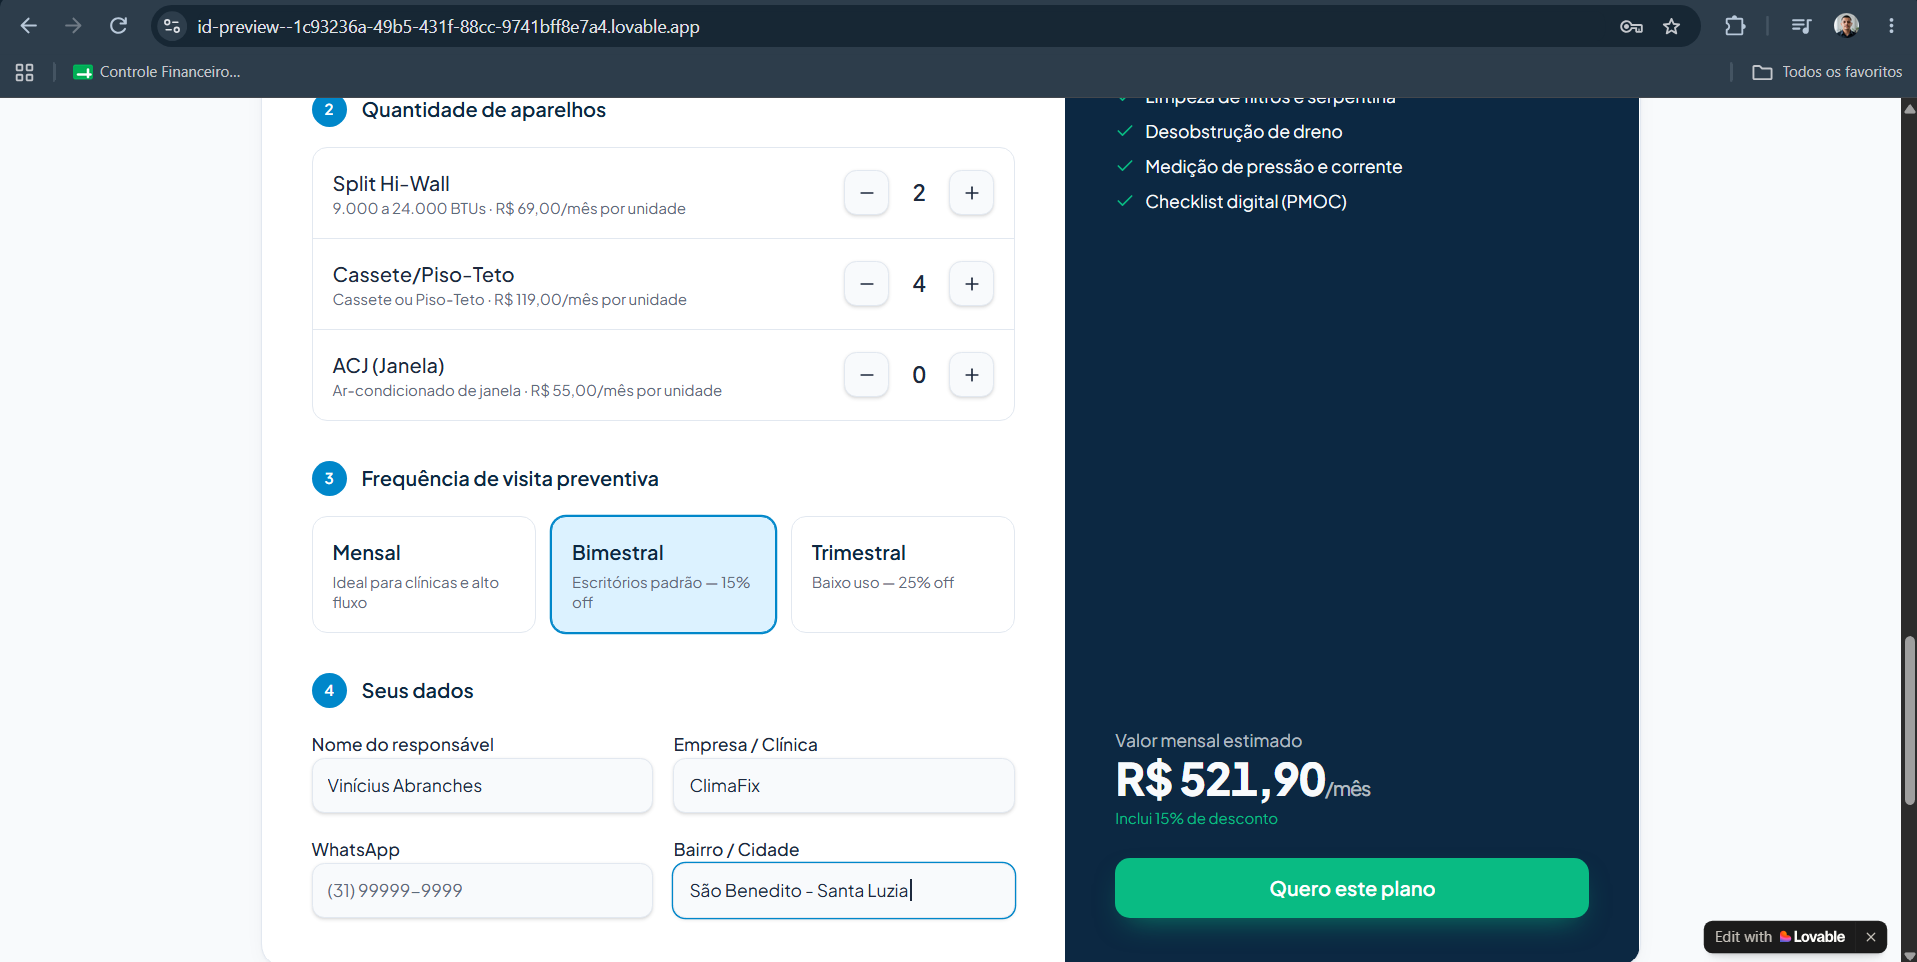 id-preview--1c93236a-49b5-431f-88cc-9741bff8e7a4.lovable.app
Controle Financeiro...
Todos os favoritos
2 Quantidade de aparelhos
Split Hi-Wall
9.000 a 24.000 BTUs · R$ 69,00/mês por unidade
− 2 +
Cassete/Piso-Teto
Cassete ou Piso-Teto · R$ 119,00/mês por unidade
− 4 +
ACJ (Janela)
Ar-condicionado de janela · R$ 55,00/mês por unidade
− 0 +
3 Frequência de visita preventiva
Mensal
Ideal para clínicas e alto
fluxo
Bimestral
Escritórios padrão — 15%
off
Trimestral
Baixo uso — 25% off
4 Seus dados
Nome do responsável
Vinícius Abranches
Empresa / Clínica
ClimaFix
WhatsApp
(31) 99999-9999
Bairro / Cidade
São Benedito - Santa Luzia
Limpeza de filtros e serpentina
Desobstrução de dreno
Medição de pressão e corrente
Checklist digital (PMOC)
Valor mensal estimado
R$ 521,90/mês
Inclui 15% de desconto
Quero este plano
Edit with Lovable ×